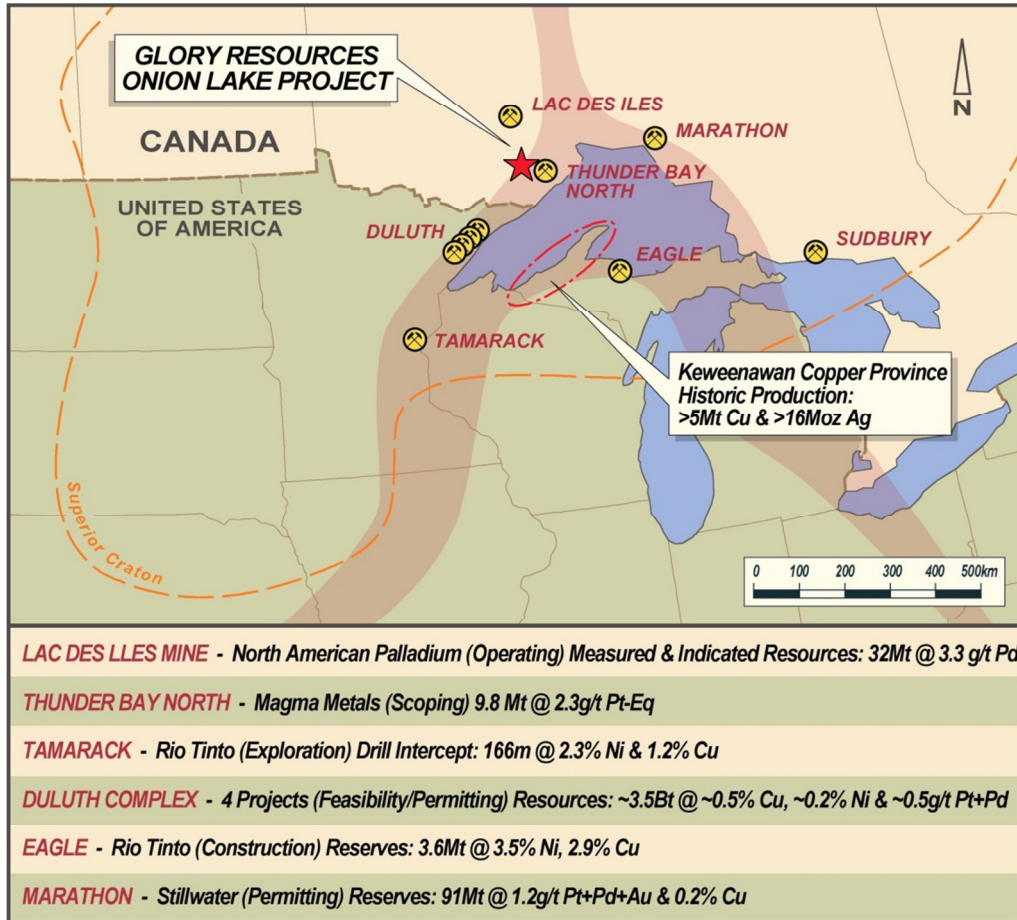 GLORY RESOURCES
ONION LAKE PROJECT
N
LAC DES ILES
MARATHON
CANADA
THUNDER BAY
NORTH
UNITED STATES
OF AMERICA
DULUTH
EAGLE
SUDBURY
TAMARACK
Keweenawan Copper Province
Historic Production:
>5Mt Cu & >16Moz Ag
Superior Craton
0 100 200 300 400 500km
LAC DES LLES MINE - North American Palladium (Operating) Measured & Indicated Resources: 32Mt @ 3.3 g/t Pd
THUNDER BAY NORTH - Magma Metals (Scoping) 9.8 Mt @ 2.3g/t Pt-Eq
TAMARACK - Rio Tinto (Exploration) Drill Intercept: 166m @ 2.3% Ni & 1.2% Cu
DULUTH COMPLEX - 4 Projects (Feasibility/Permitting) Resources: ~3.5Bt @ ~0.5% Cu, ~0.2% Ni & ~0.5g/t Pt+Pd
EAGLE - Rio Tinto (Construction) Reserves: 3.6Mt @ 3.5% Ni, 2.9% Cu
MARATHON - Stillwater (Permitting) Reserves: 91Mt @ 1.2g/t Pt+Pd+Au & 0.2% Cu